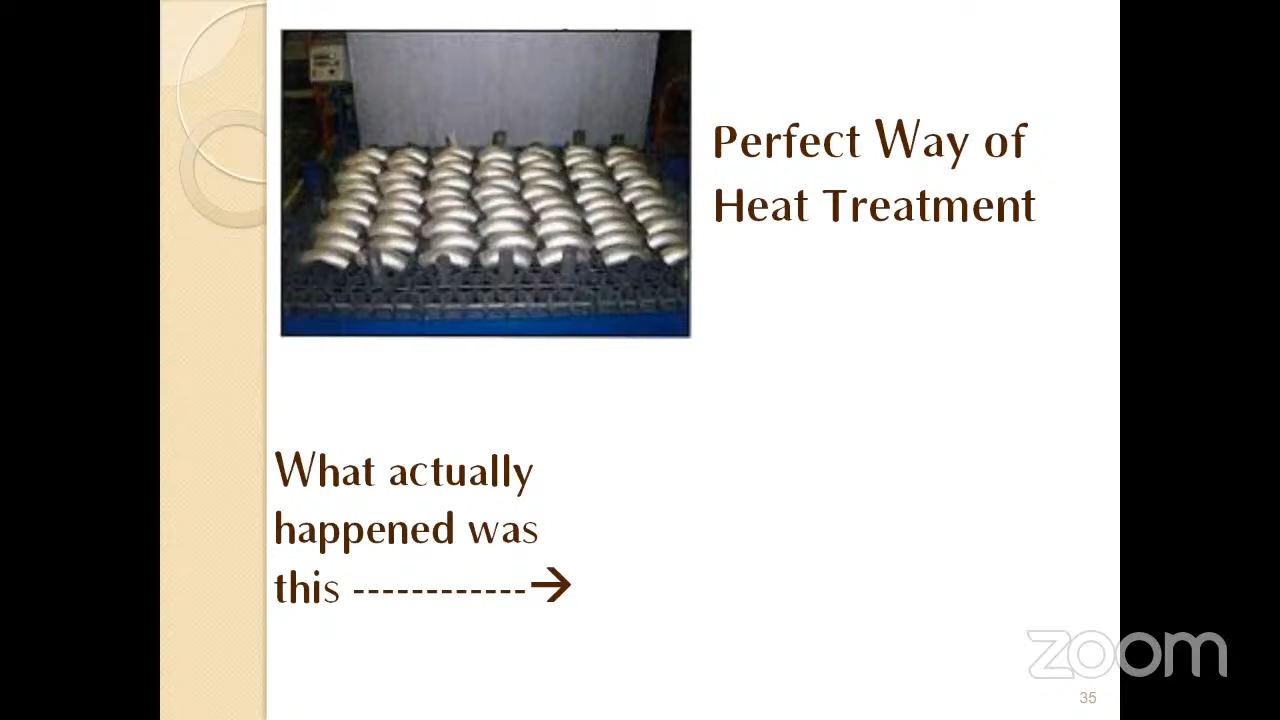 Perfect Way of
Heat Treatment
What actually
happened was
this ------------→
zoom
35